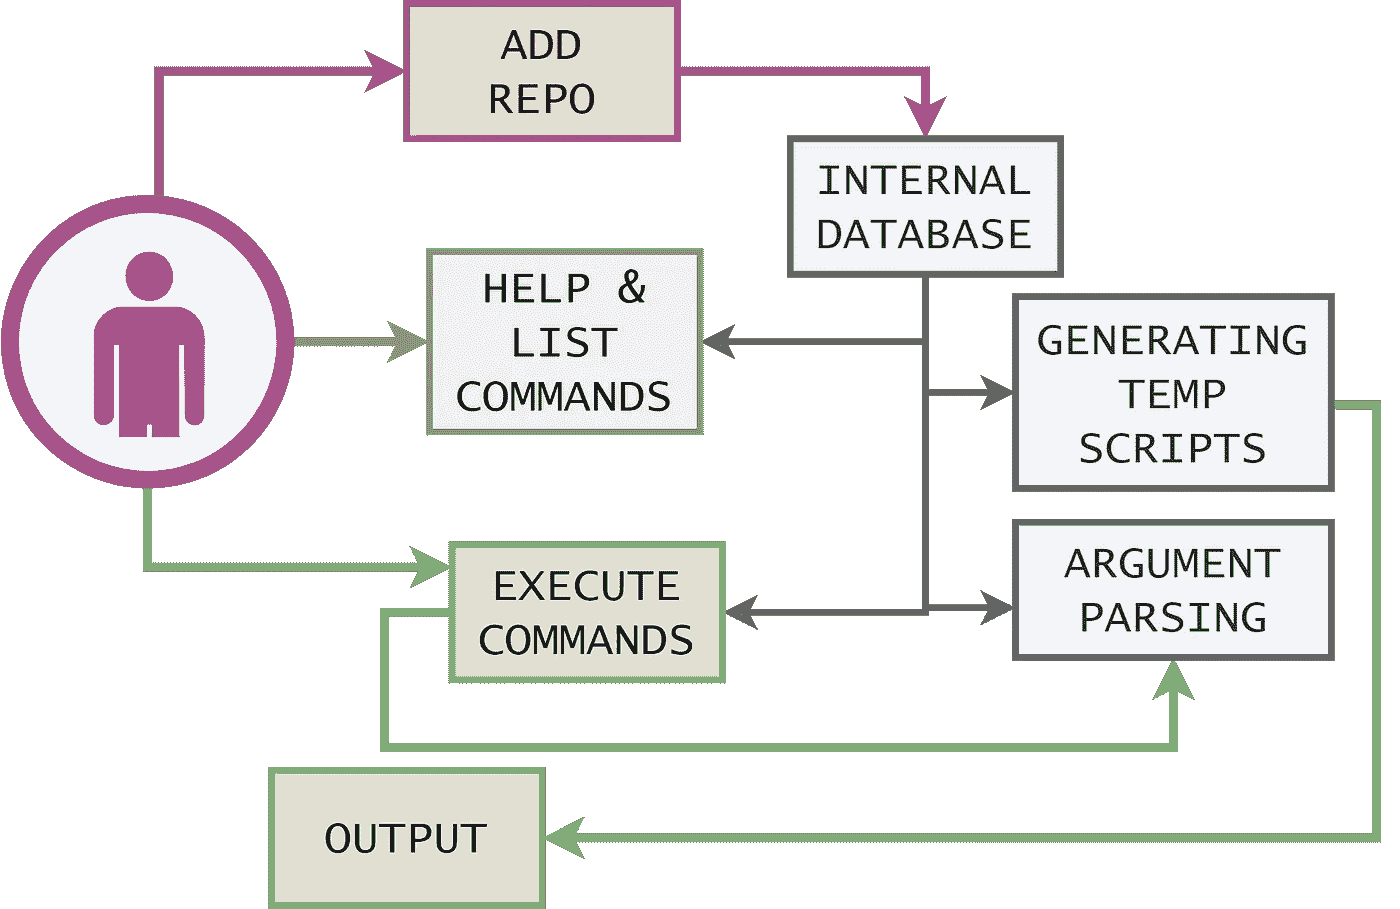 ADD
REPO
INTERNAL
DATABASE
HELP &
LIST
COMMANDS
GENERATING
TEMP
SCRIPTS
EXECUTE
COMMANDS
ARGUMENT
PARSING
OUTPUT